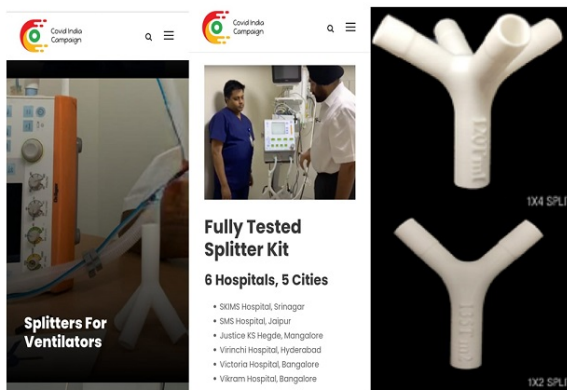 Covid India
Campaign
Splitters For
Ventilators
Covid India
Campaign
Fully Tested
Splitter Kit
6 Hospitals, 5 Cities
SKIMS Hospital, Srinagar
SMS Hospital, Jaipur
Justice KS Hegde, Mangalore
Virinchi Hospital, Hyderabad
Victoria Hospital, Bangalore
Vikram Hospital, Bangalore
1X4 SPLI
1X2 SPLI